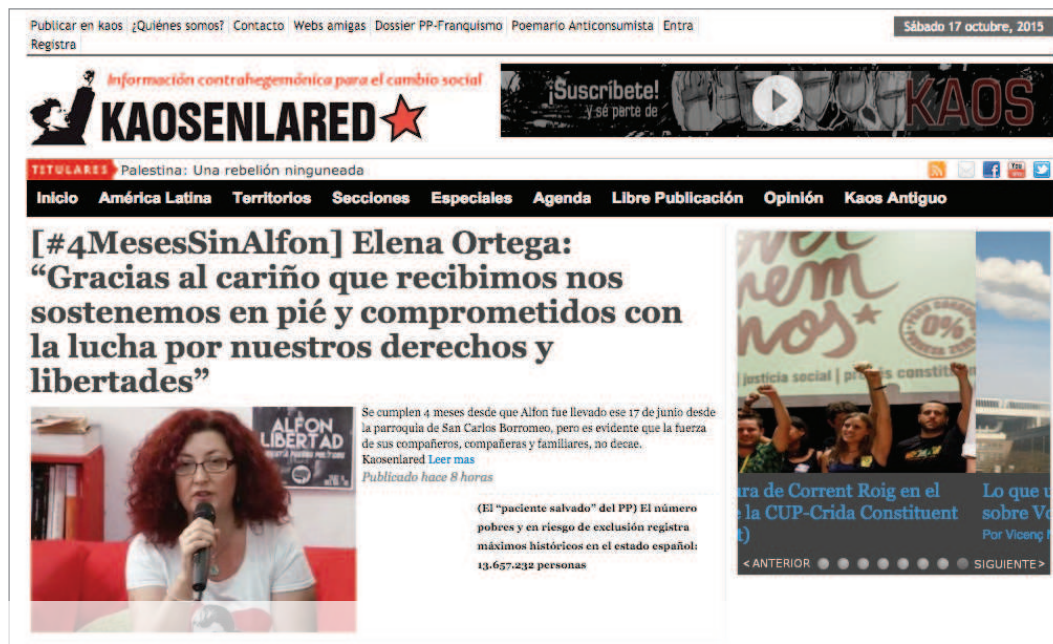 Publicar en kaos ¿Quiénes somos? Contacto Webs amigas Dossier PP-Franquismo Poemario Anticonsumista Entra
Registra
Sábado 17 octubre, 2015
Información contrahegemónica para el cambio social
KAOSENLARED
¡Suscríbete!
Y sé parte de
KAOS
TITULARES Palestina: Una rebelión ninguneada
Inicio América Latina Territorios Secciones Especiales Agenda Libre Publicación Opinión Kaos Antiguo
[#4MesesSinAlfon] Elena Ortega:
“Gracias al cariño que recibimos nos
sostenemos en pié y comprometidos con
la lucha por nuestros derechos y
libertades”
ALFON
LIBERTAD
Se cumplen 4 meses desde que Alfon fue llevado ese 17 de junio desde
la parroquia de San Carlos Borromeo, pero es evidente que la fuerza
de sus compañeros, compañeras y familiares, no decae.
Kaosenlared Leer mas
Publicado hace 8 horas
(El “paciente salvado” del PP) El número
pobres y en riesgo de exclusión registra
máximos históricos en el estado español:
13.657.232 personas
nem
nos
0%
justicia social | procés constituen
ura de Corrent Roig en el
e la CUP-Crida Constituent
t)
Lo que u
sobre Vo
Por Vicenç N
< ANTERIOR SIGUIENTE >